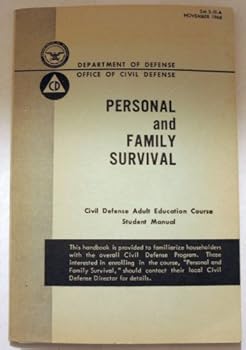 SM 3-11-A
NOVEMBER 1966
DEPARTMENT OF DEFENSE
OFFICE OF CIVIL DEFENSE
CD
PERSONAL
and
FAMILY
SURVIVAL
Civil Defense Adult Education Course
Student Manual
This handbook is provided to familiarize householders
with the overall Civil Defense Program. Those
interested in enrolling in the course, "Personal and
Family Survival," should contact their local Civil
Defense Director for details.